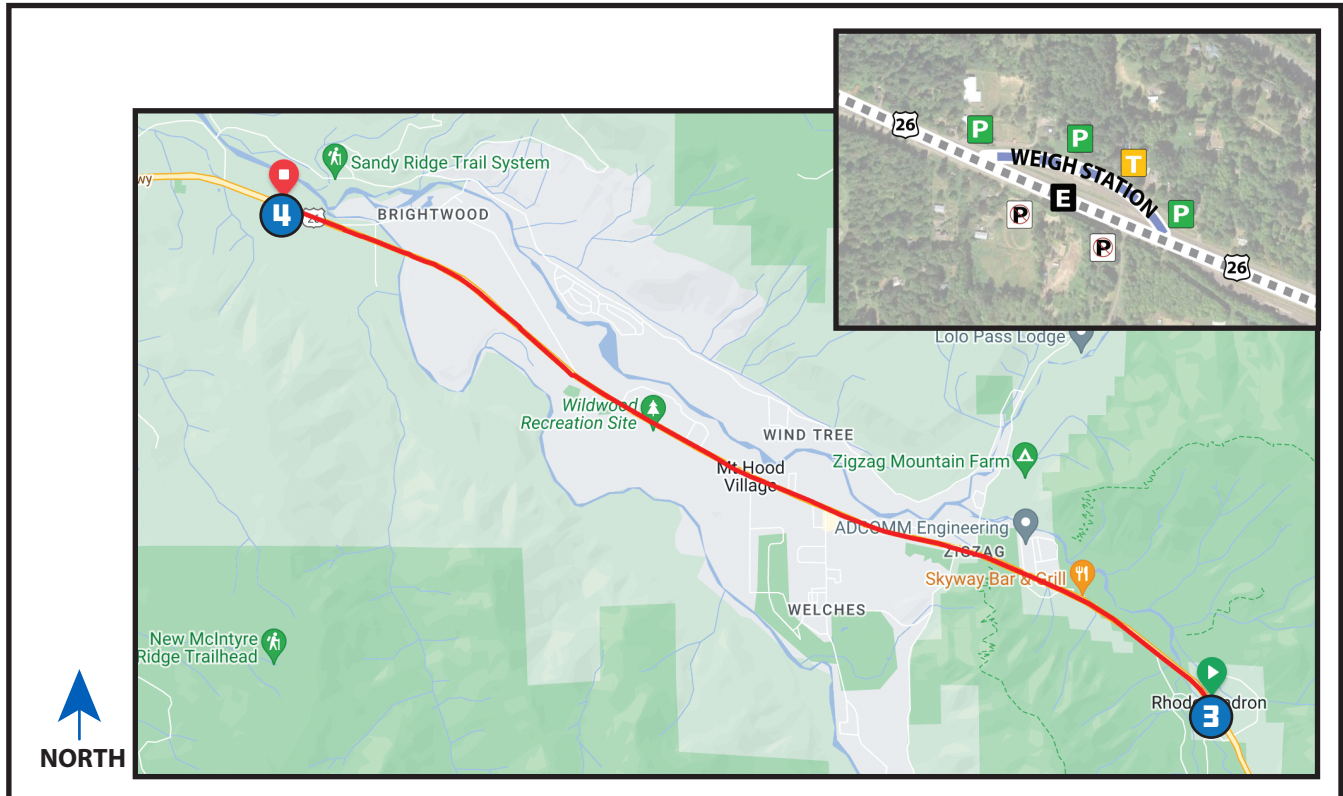 26
P
P
WEIGH STATION
T
E
P
P
P
26
wy
Sandy Ridge Trail System
4
26
BRIGHTWOOD
Lolo Pass Lodge
Wildwood
Recreation Site
WIND TREE
Mt Hood
Village
Zigzag Mountain Farm
ADCOMM Engineering
ZIGZAG
Skyway Bar & Grill
WELCHES
New McIntyre
Ridge Trailhead
Rhododendron
3
NORTH